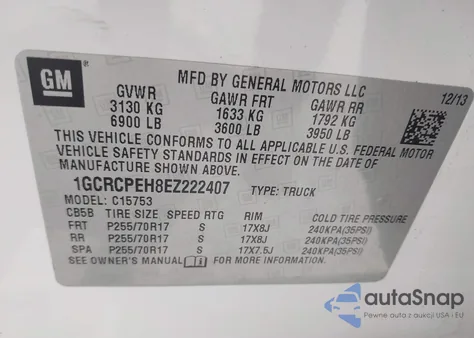 GM
MFD BY GENERAL MOTORS LLC
12/13
GVWR GAWR FRT GAWR RR
3130 KG 1633 KG 1792 KG
6900 LB 3600 LB 3950 LB
THIS VEHICLE CONFORMS TO ALL APPLICABLE U.S. FEDERAL MOTOR
VEHICLE SAFETY STANDARDS IN EFFECT ON THE DATE OF
MANUFACTURE SHOWN ABOVE.
1GCRCPEH8EZ222407 TYPE: TRUCK
MODEL: C15753
CB5B TIRE SIZE SPEED RTG RIM COLD TIRE PRESSURE
FRT P255/70R17 S 17X8J 240KPA(35PSI)
RR P255/70R17 S 17X8J 240KPA(35PSI)
SPA P255/70R17 S 17X7.5J 240KPA(35PSI)
SEE OWNER'S MANUAL FOR MORE INFORMATION
autoSnap
Pewne auta z aukcji USA i EU